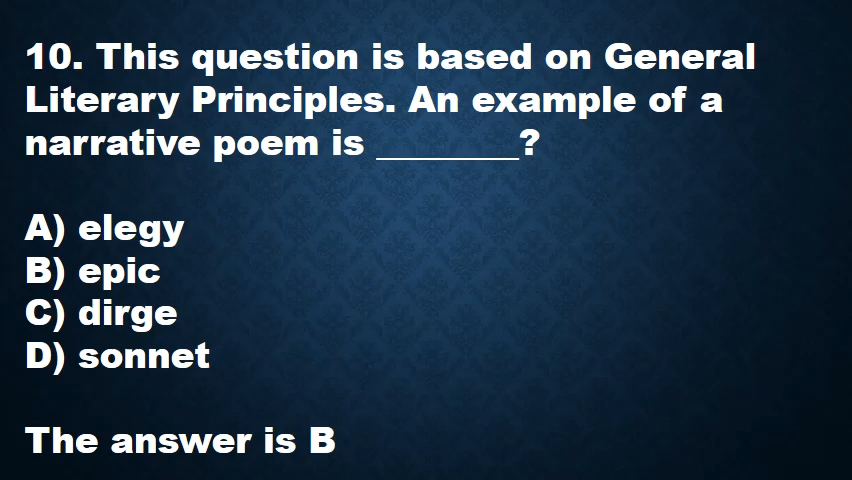 10. This question is based on General
Literary Principles. An example of a
narrative poem is _________?
A) elegy
B) epic
C) dirge
D) sonnet
The answer is B